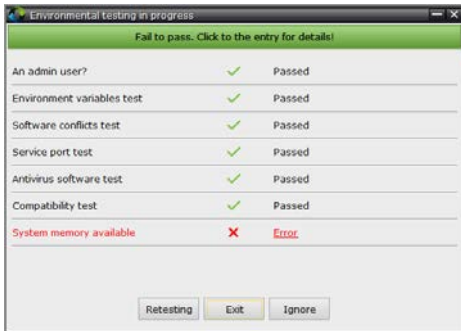 Environmental testing in progress
Fail to pass. Click to the entry for details!
An admin user? Passed
Environment variables test Passed
Software conflicts test Passed
Service port test Passed
Antivirus software test Passed
Compatibility test Passed
System memory available Error
Retesting Exit Ignore